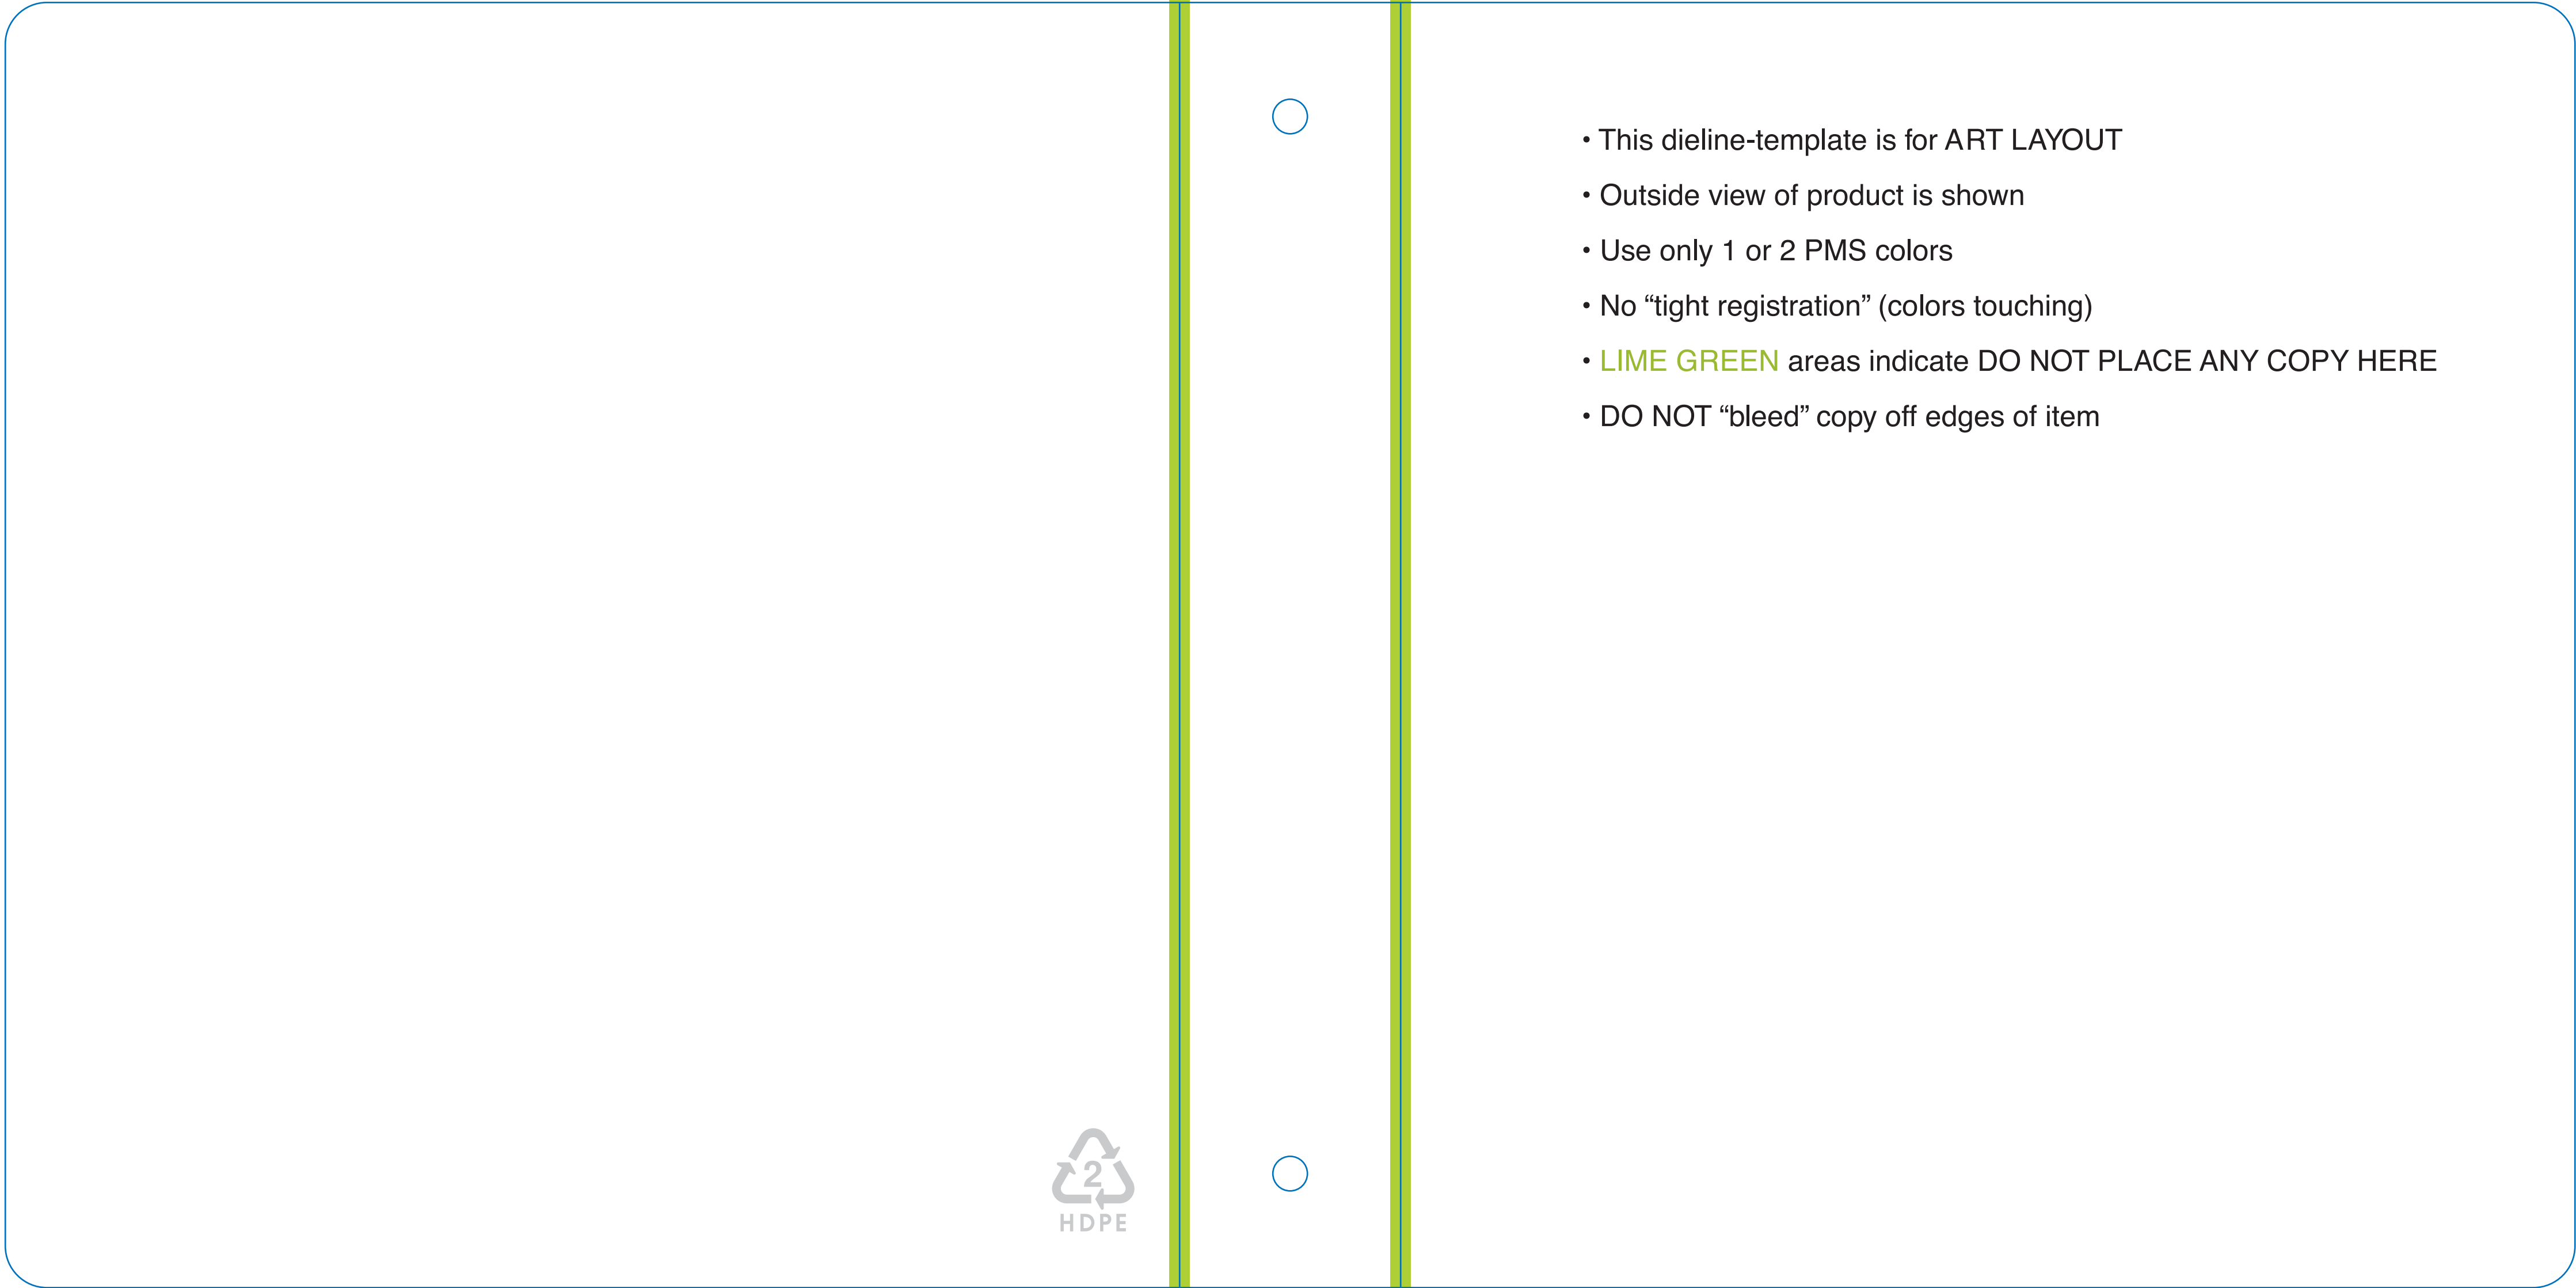 • This dieline-template is for ART LAYOUT
• Outside view of product is shown
• Use only 1 or 2 PMS colors
• No “tight registration” (colors touching)
• LIME GREEN areas indicate DO NOT PLACE ANY COPY HERE
• DO NOT “bleed” copy off edges of item
2
HDPE